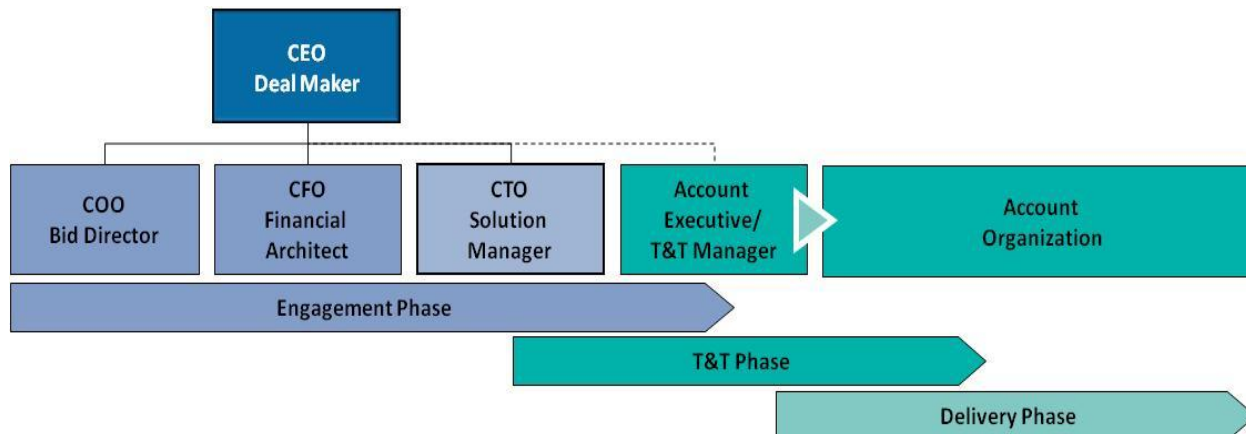 CEO
Deal Maker
COO
Bid Director
CFO
Financial
Architect
CTO
Solution
Manager
Account
Executive/
T&T Manager
Account
Organization
Engagement Phase
T&T Phase
Delivery Phase